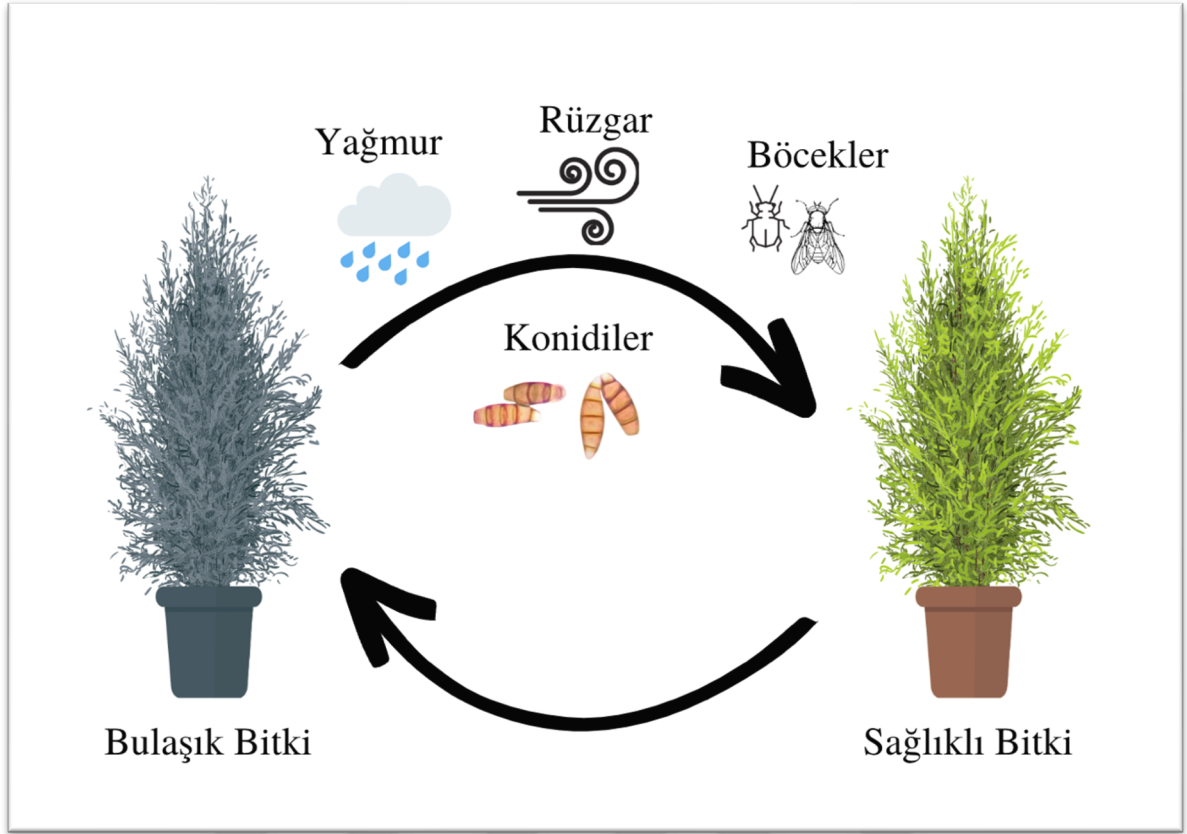 Yağmur
Rüzgar
Böcekler
Konidiler
Bulaşık Bitki
Sağlıklı Bitki